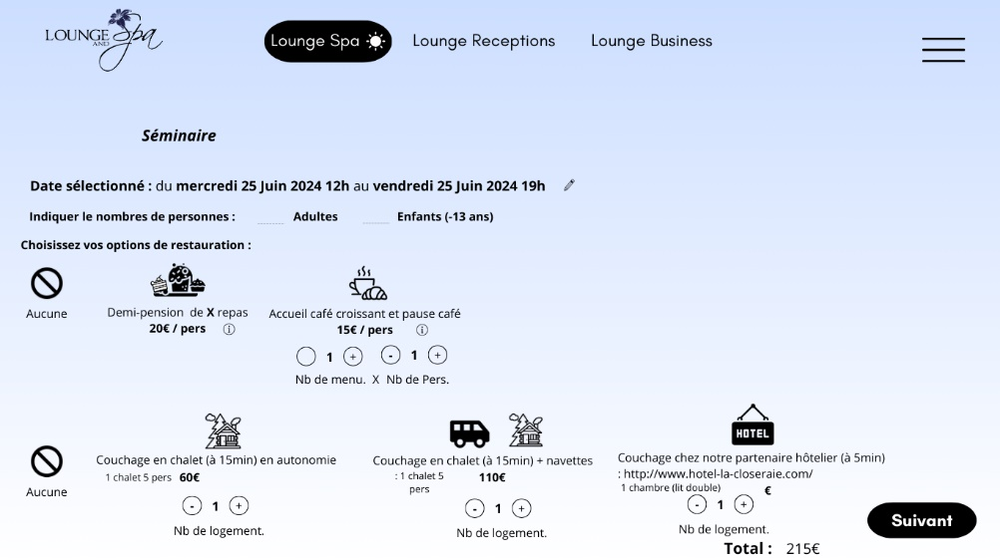 LOUNGE AND Spa
Lounge Spa Lounge Receptions Lounge Business
Séminaire
Date sélectionné : du mercredi 25 Juin 2024 12h au vendredi 25 Juin 2024 19h
Indiquer le nombres de personnes : Adultes Enfants (-13 ans)
Choisissez vos options de restauration :
Aucune
Demi-pension de X repas
20€ / pers
Accueil café croissant et pause café
15€ / pers
1 + - 1 +
Nb de menu. X Nb de Pers.
Aucune
Couchage en chalet (à 15min) en autonomie
1 chalet 5 pers 60€
- 1 +
Nb de logement.
Couchage en chalet (à 15min) + navettes
: 1 chalet 5
pers
110€
- 1 +
Nb de logement.
HOTEL
Couchage chez notre partenaire hôtelier (à 5min)
: http://www.hotel-la-closeraie.com/
1 chambre (lit double) €
- 1 +
Nb de logement.
Suivant
Total : 215€